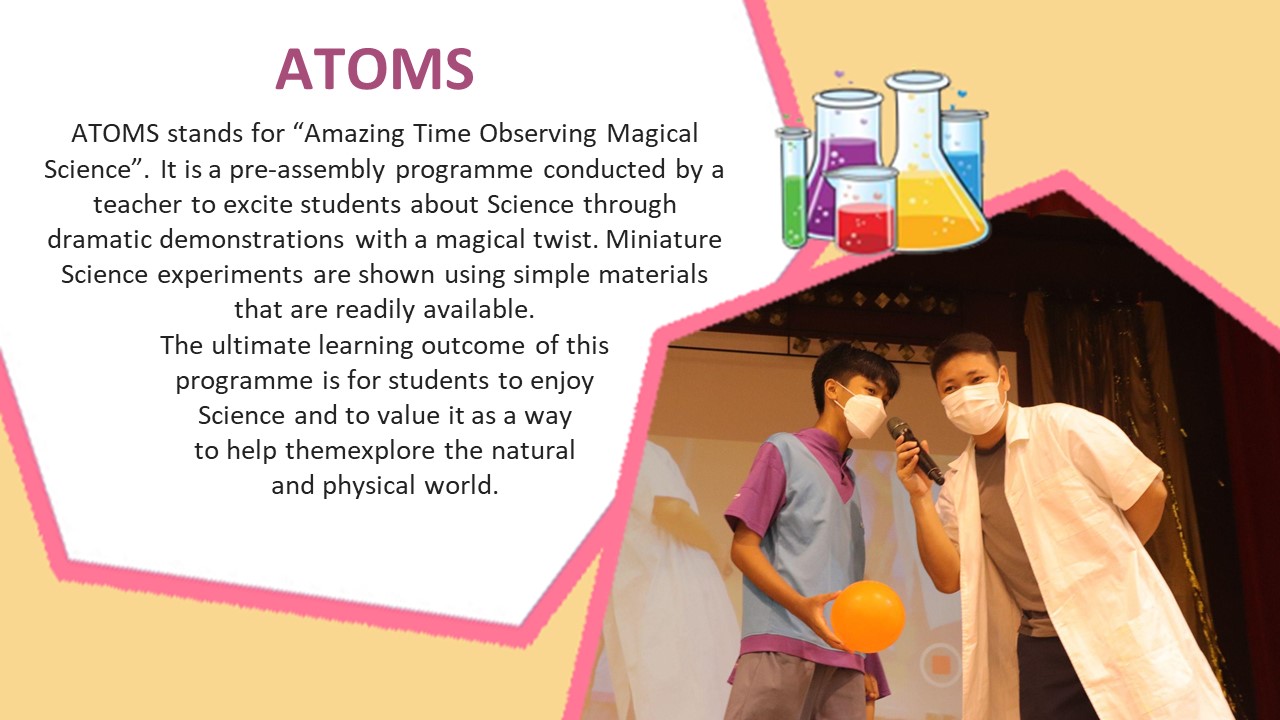 ATOMS
ATOMS stands for “Amazing Time Observing Magical
Science”. It is a pre-assembly programme conducted by a
teacher to excite students about Science through
dramatic demonstrations with a magical twist. Miniature
Science experiments are shown using simple materials
that are readily available.
The ultimate learning outcome of this
programme is for students to enjoy
Science and to value it as a way
to help themexplore the natural
and physical world.